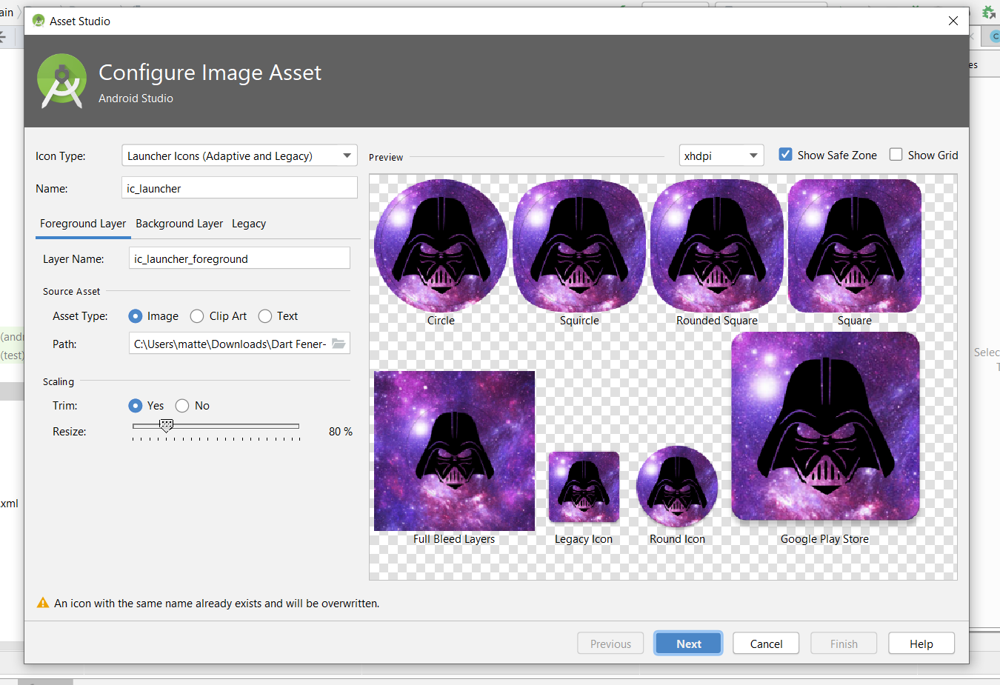 ain
Asset Studio
Configure Image Asset
Android Studio
es
Icon Type:
Launcher Icons (Adaptive and Legacy)
Preview
xhdpi
Show Safe Zone
Show Grid
Name:
ic_launcher
Foreground Layer
Background Layer
Legacy
Layer Name:
ic_launcher_foreground
Source Asset
Asset Type:
Image
Clip Art
Text
Circle
Squircle
Rounded Square
Square
(andr
Path:
C:\Users\matte\Downloads\Dart Fener-
(test)
Selec
T
Scaling
Trim:
Yes
No
Resize:
80 %
.xml
Full Bleed Layers
Legacy Icon
Round Icon
Google Play Store
An icon with the same name already exists and will be overwritten.
Previous
Next
Cancel
Finish
Help